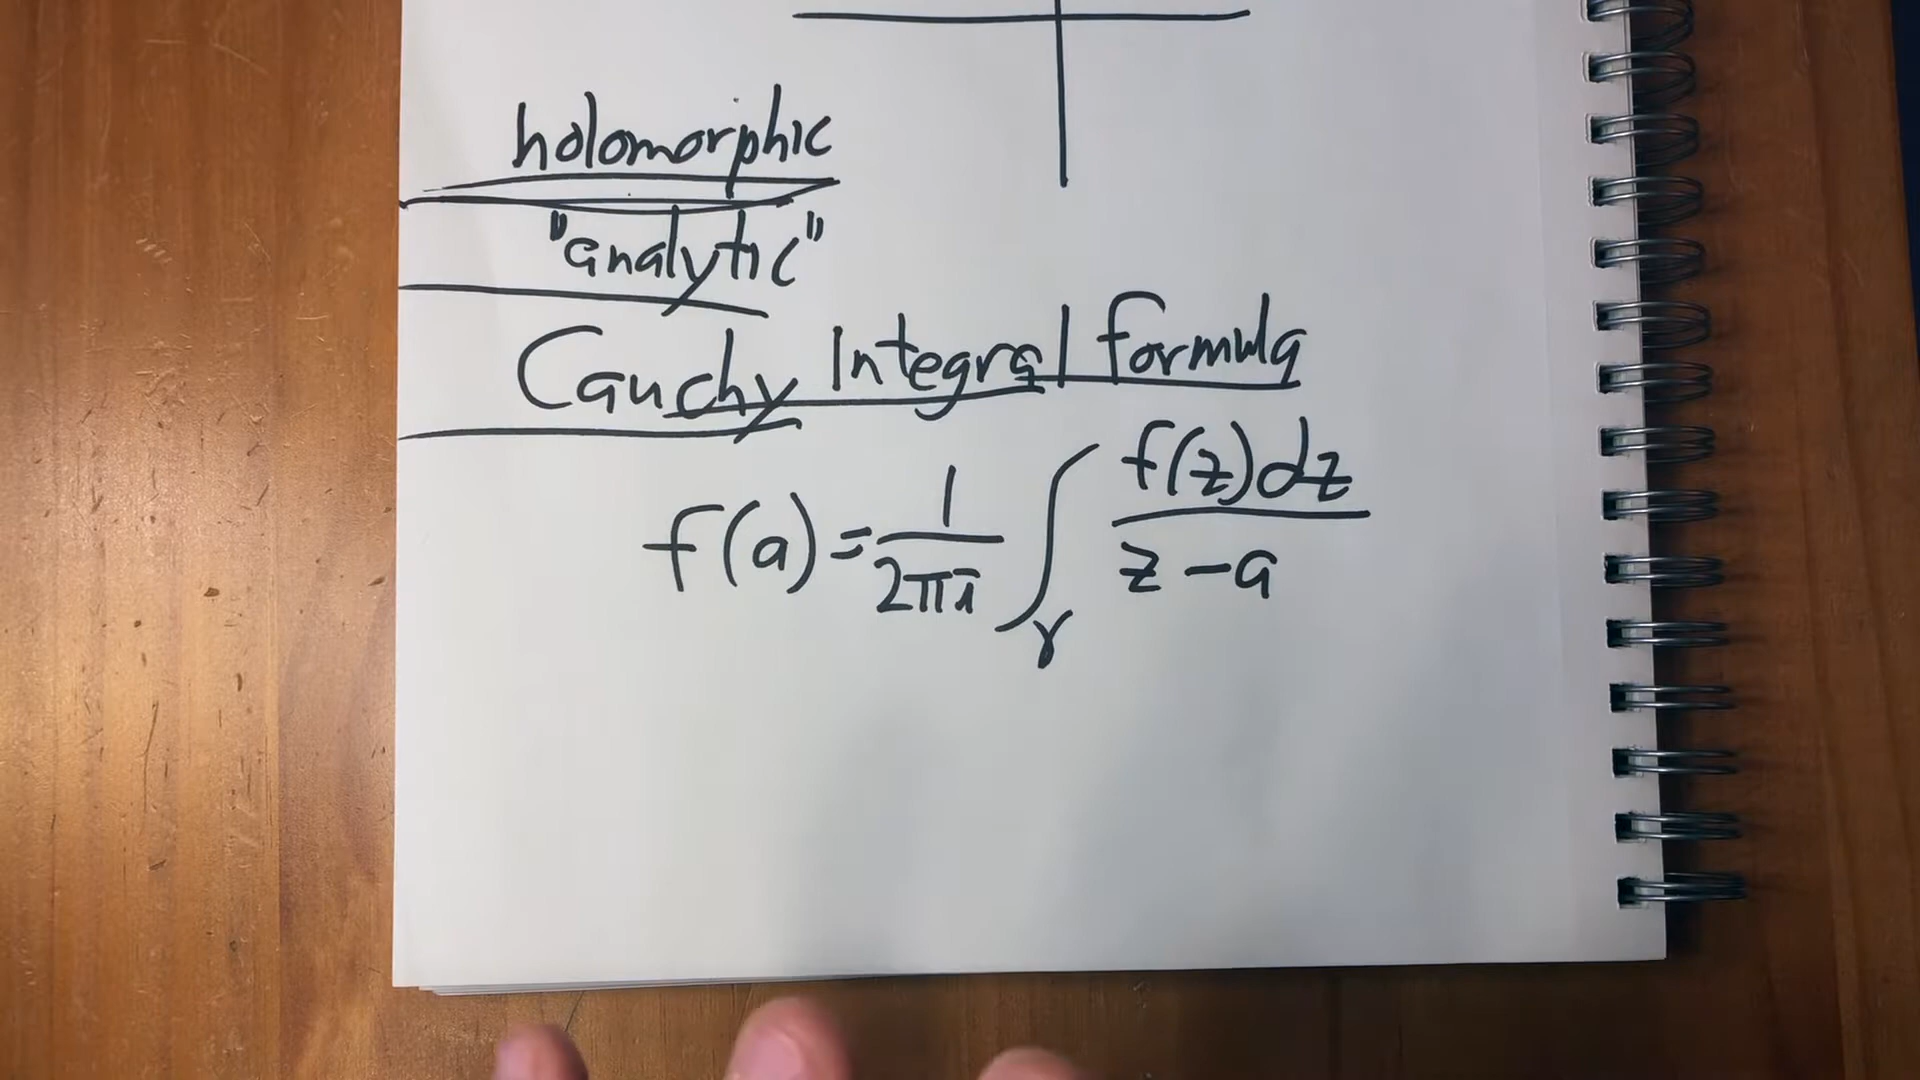 holomorphic
"analytic"
Cauchy Integral formula
f(a) = 1/2πi ∫γ f(z)dz/z-a